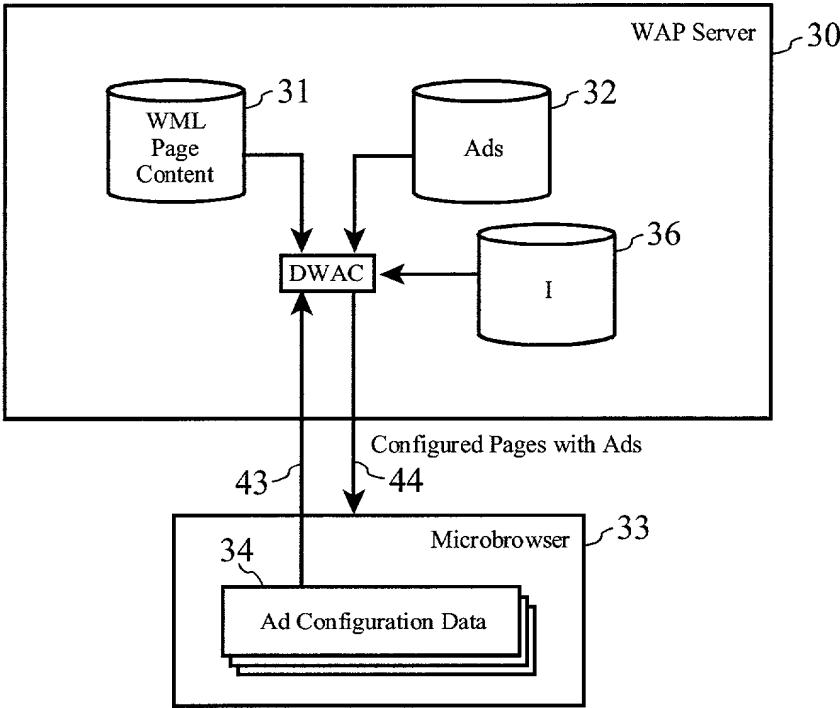 WAP Server
30
31
32
WML
Page
Content
Ads
36
DWAC
I
Configured Pages with Ads
43
44
Microbrowser
33
34
Ad Configuration Data